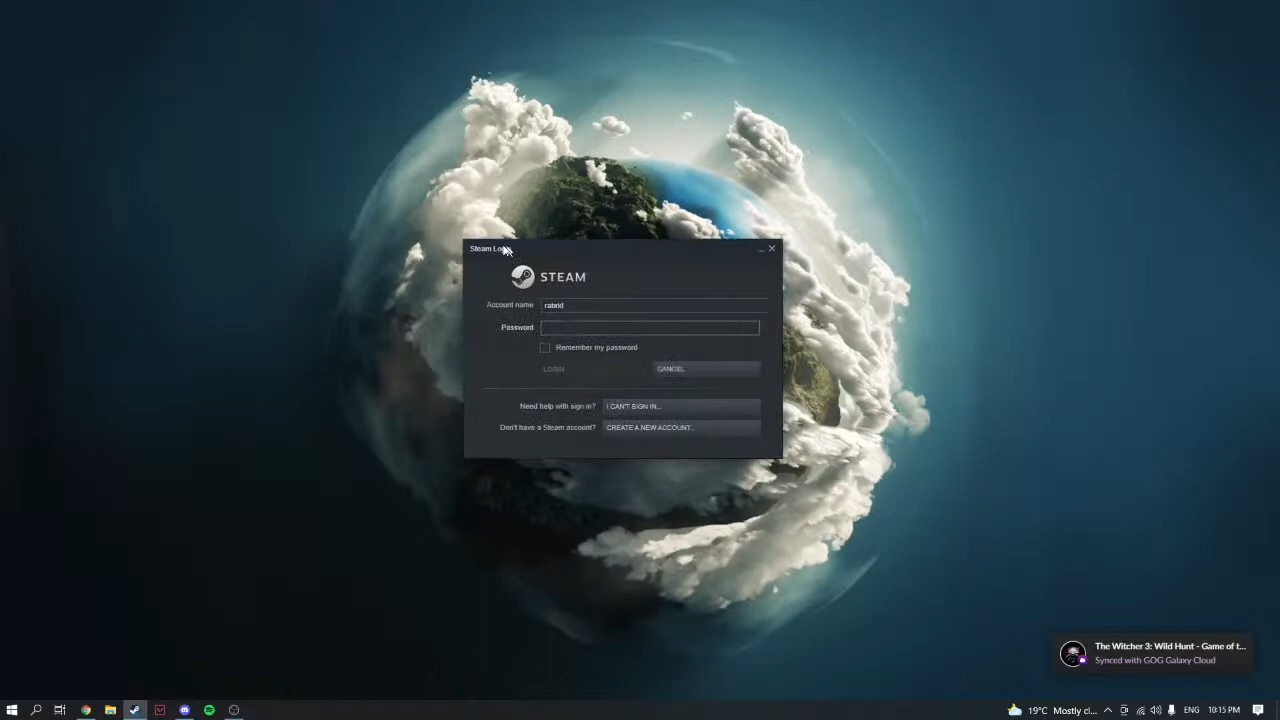 Steam Lo
STEAM
Account name rabrid
Password
Remember my password
LOGIN CANCEL
Need help with sign in? I CAN'T SIGN IN...
Don't have a Steam account? CREATE A NEW ACCOUNT...
The Witcher 3: Wild Hunt - Game of t...
Synced with GOG Galaxy Cloud
19°C Mostly cl... ENG 10:15 PM